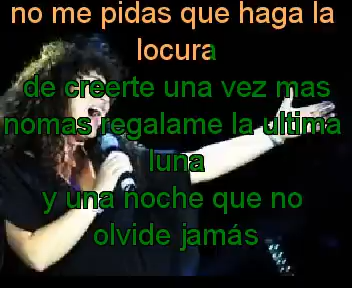 no me pidas que haga la
locura
de creerte una vez mas
nomas regalame la ultima
luna
y una noche que no
olvide jamás